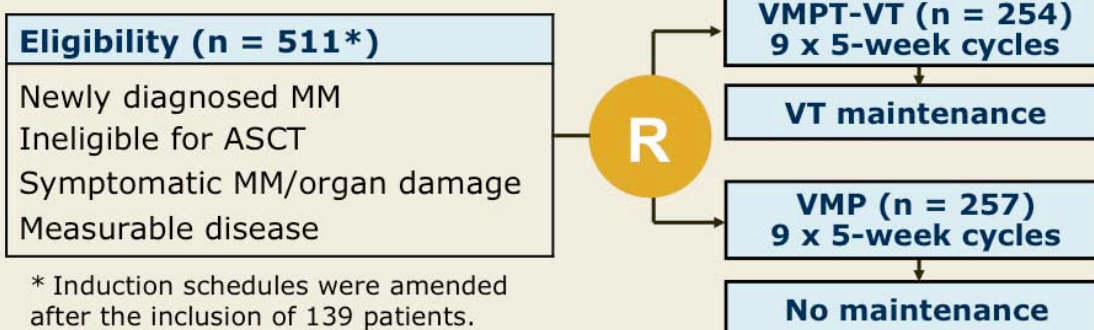 Eligibility (n = 511*)
Newly diagnosed MM
Ineligible for ASCT
Symptomatic MM/organ damage
Measurable disease
* Induction schedules were amended
after the inclusion of 139 patients.
R
VMPT-VT (n = 254)
9 x 5-week cycles
VT maintenance
VMP (n = 257)
9 x 5-week cycles
No maintenance